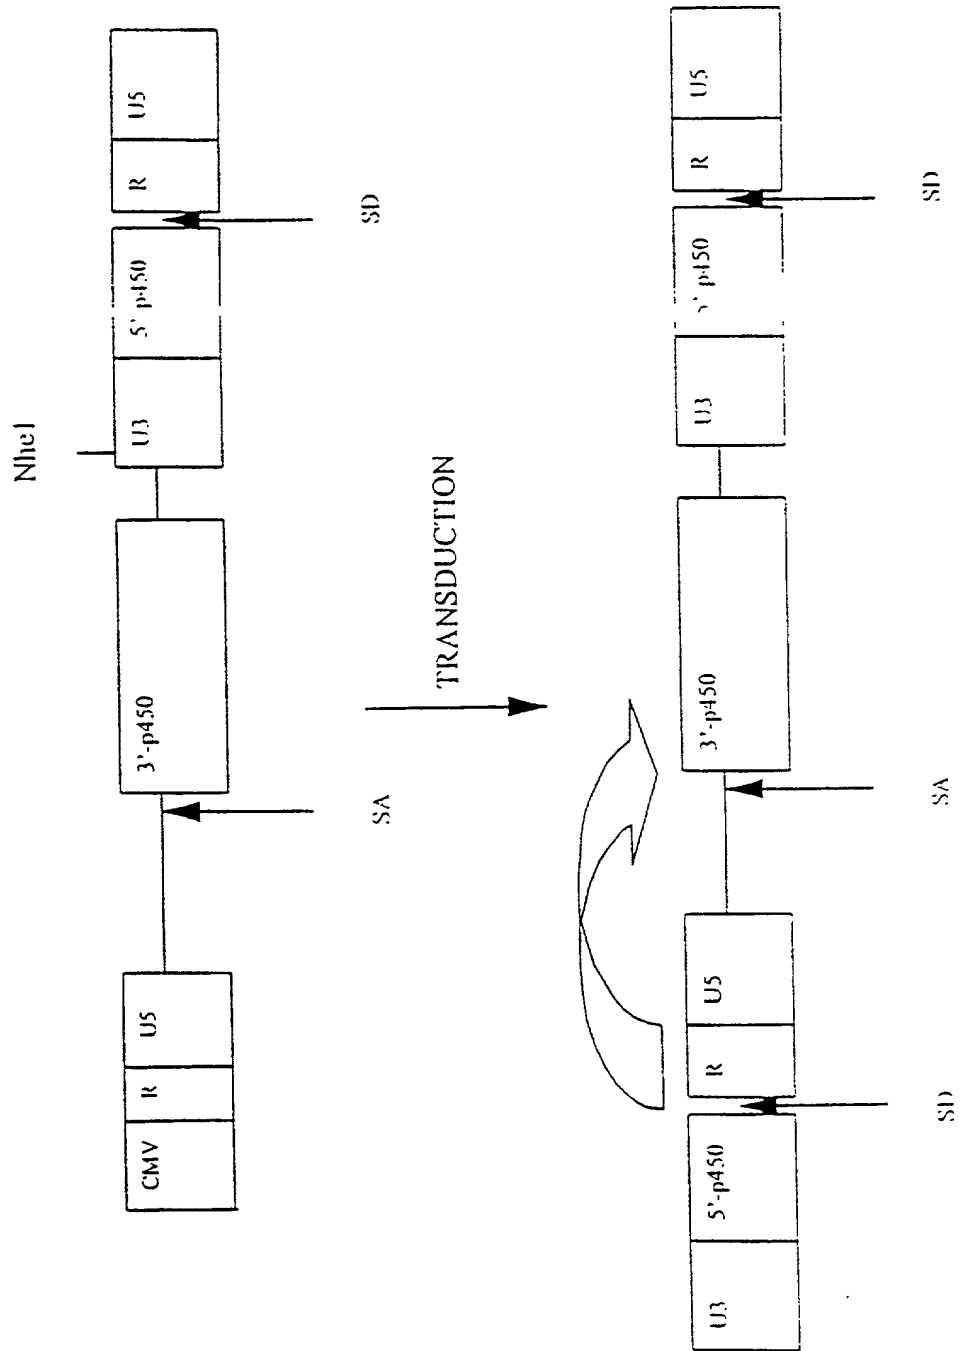 NheI
CMV
R
U5
3'-p450
U3
5' p450
R
U5
SA
SD
TRANSDUCTION
U3
5'-p450
R
U5
3'-p450
U3
5' p450
R
U5
SD
SA
SD